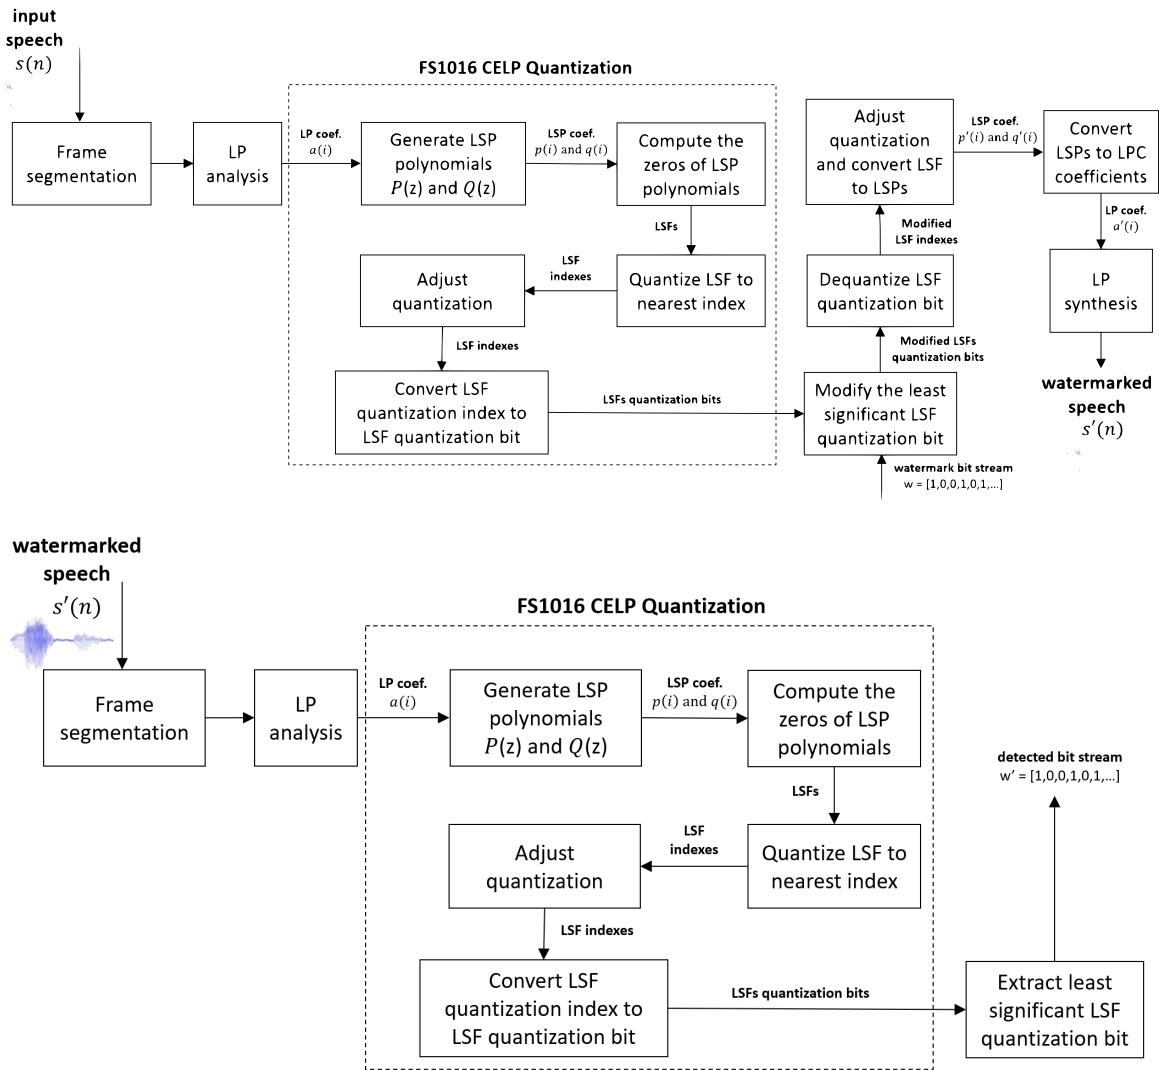 input
speech
s(n)
FS1016 CELP Quantization
Frame
segmentation
LP
analysis
LP coef.
a(i)
Generate LSP
polynomials
P(z) and Q(z)
LSP coef.
p(i) and q(i)
Compute the
zeros of LSP
polynomials
LSFs
Quantize LSF to
nearest index
LSF
indexes
Adjust
quantization
LSF indexes
Convert LSF
quantization index to
LSF quantization bit
LSFs quantization bits
Modify the least
significant LSF
quantization bit
watermark bit stream
w = [1,0,0,1,0,1,...]
Modified LSFs
quantization bits
Dequantize LSF
quantization bit
Modified
LSF indexes
Adjust
quantization
and convert LSF
to LSPs
LSP coef.
p′(i) and q′(i)
Convert
LSPs to LPC
coefficients
LP coef.
a′(i)
LP
synthesis
watermarked
speech
s′(n)
watermarked
speech
s′(n)
FS1016 CELP Quantization
Frame
segmentation
LP
analysis
LP coef.
a(i)
Generate LSP
polynomials
P(z) and Q(z)
LSP coef.
p(i) and q(i)
Compute the
zeros of LSP
polynomials
LSFs
Quantize LSF to
nearest index
LSF
indexes
Adjust
quantization
LSF indexes
Convert LSF
quantization index to
LSF quantization bit
LSFs quantization bits
Extract least
significant LSF
quantization bit
detected bit stream
w’ = [1,0,0,1,0,1,...]